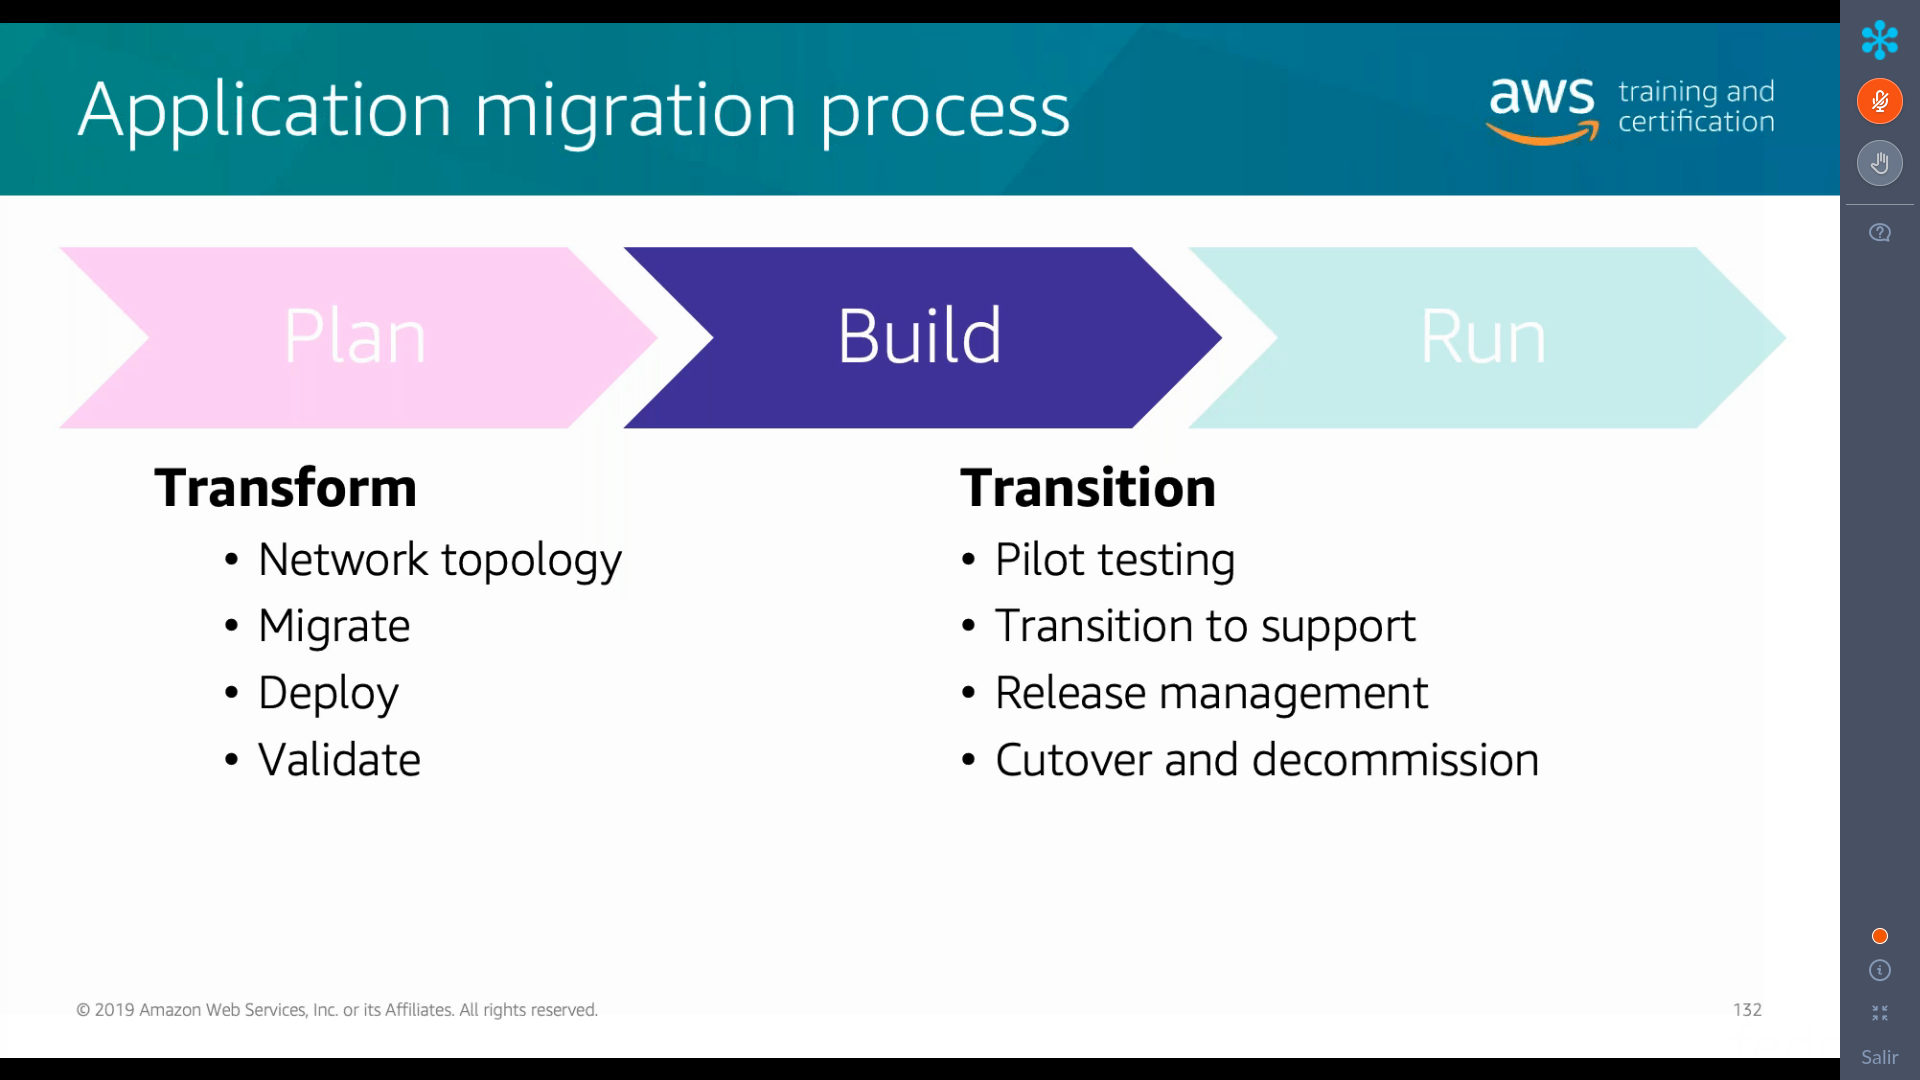 Application migration process
aws training and
certification
Plan
Build
Run
Transform
• Network topology
• Migrate
• Deploy
• Validate
Transition
• Pilot testing
• Transition to support
• Release management
• Cutover and decommission
© 2019 Amazon Web Services, Inc. or its Affiliates. All rights reserved.
132
Salir